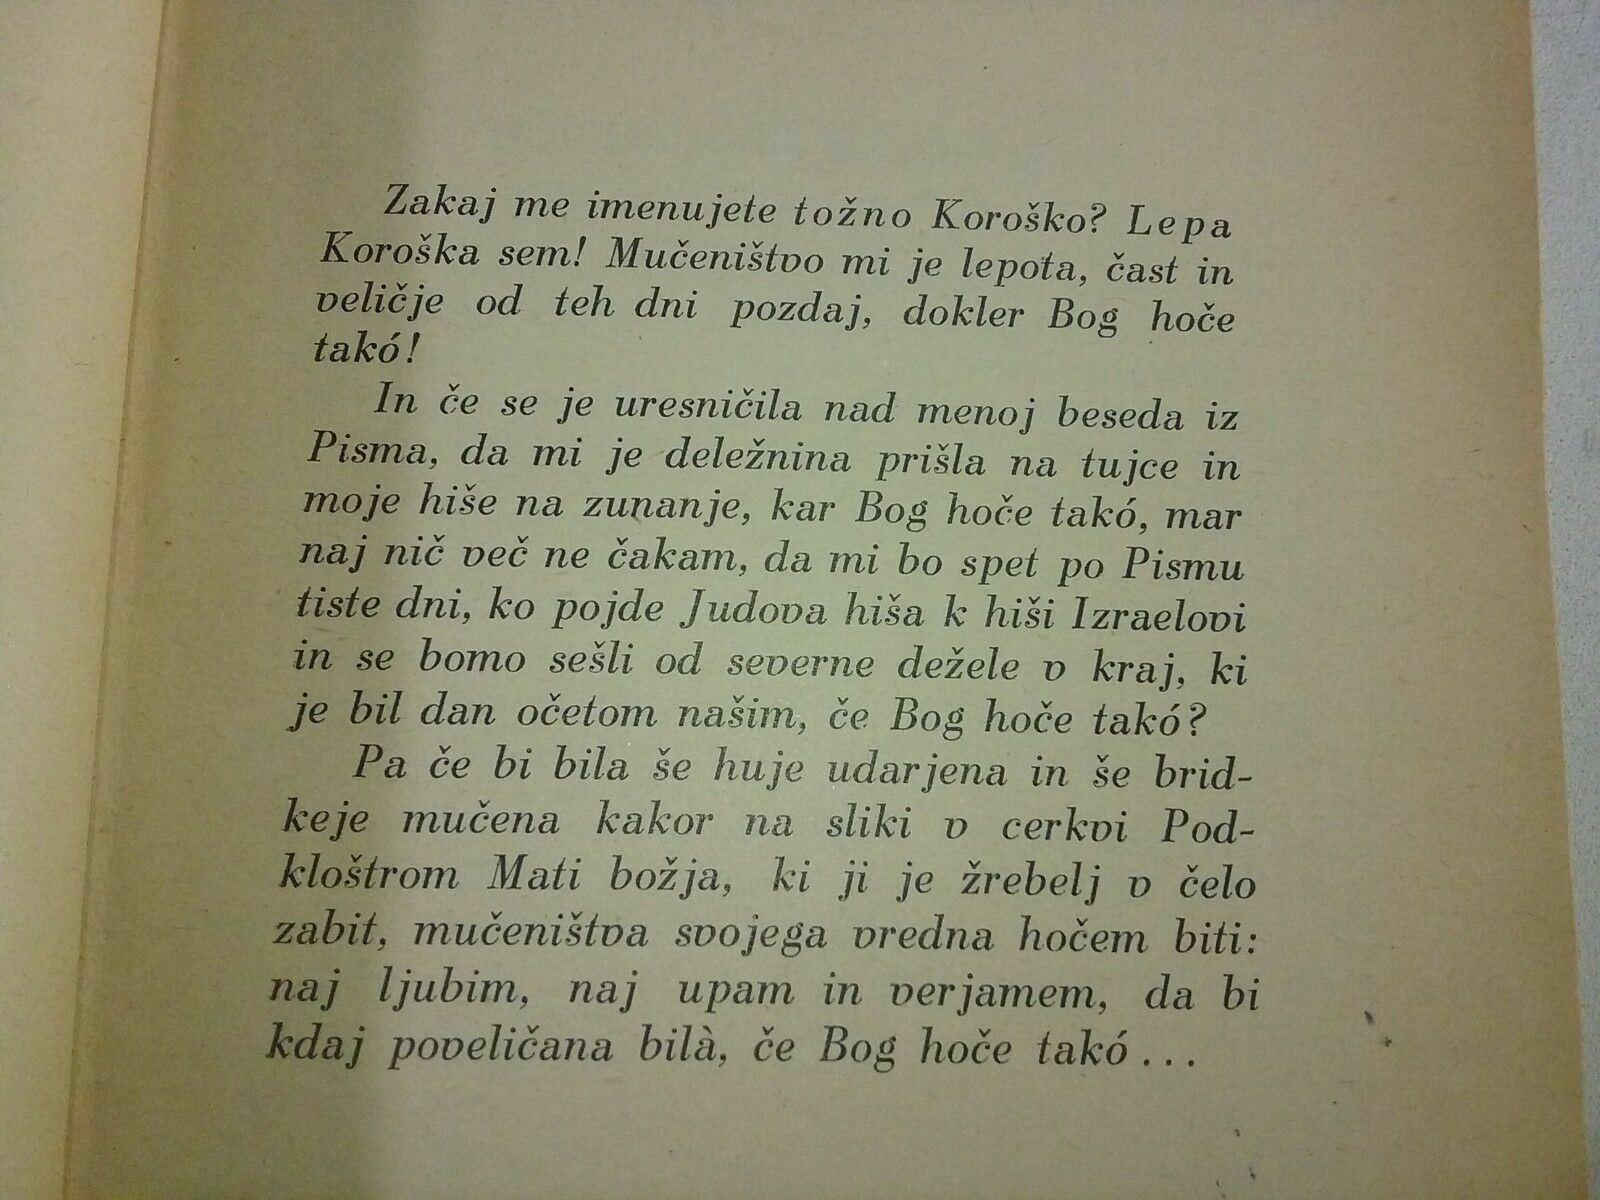 Zakaj me imenujete tožno Koroško? Lepa
Koroška sem! Mučeništvo mi je lepota, čast in
veličje od teh dni pozdaj, dokler Bog hoče
takó!
In če se je uresničila nad menoj beseda iz
Pisma, da mi je deležnina prišla na tujce in
moje hiše na zunanje, kar Bog hoče takó, mar
naj nič več ne čakam, da mi bo spet po Pismu
tiste dni, ko pojde Judova hiša k hiši Izraelovi
in se bomo sešli od severne dežele v kraj, ki
je bil dan očetom našim, če Bog hoče takó?
Pa če bi bila še huje udarjena in še brid-
keje mučena kakor na sliki v cerkvi Pod-
kloštrom Mati božja, ki ji je žrebelj v čelo
zabit, mučeništva svojega vredna hočem biti:
naj ljubim, naj upam in verjamem, da bi
kdaj poveličana bilà, če Bog hoče takó...